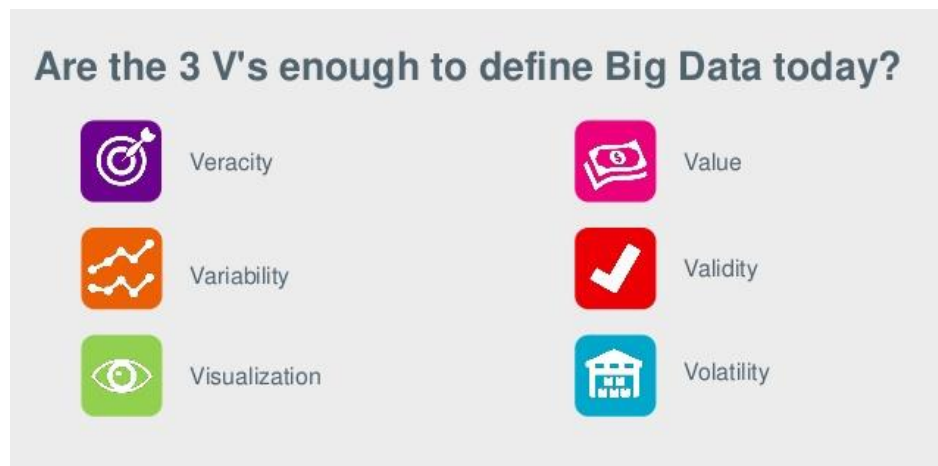 Are the 3 V's enough to define Big Data today?
Veracity
Value
Variability
Validity
Visualization
Volatility